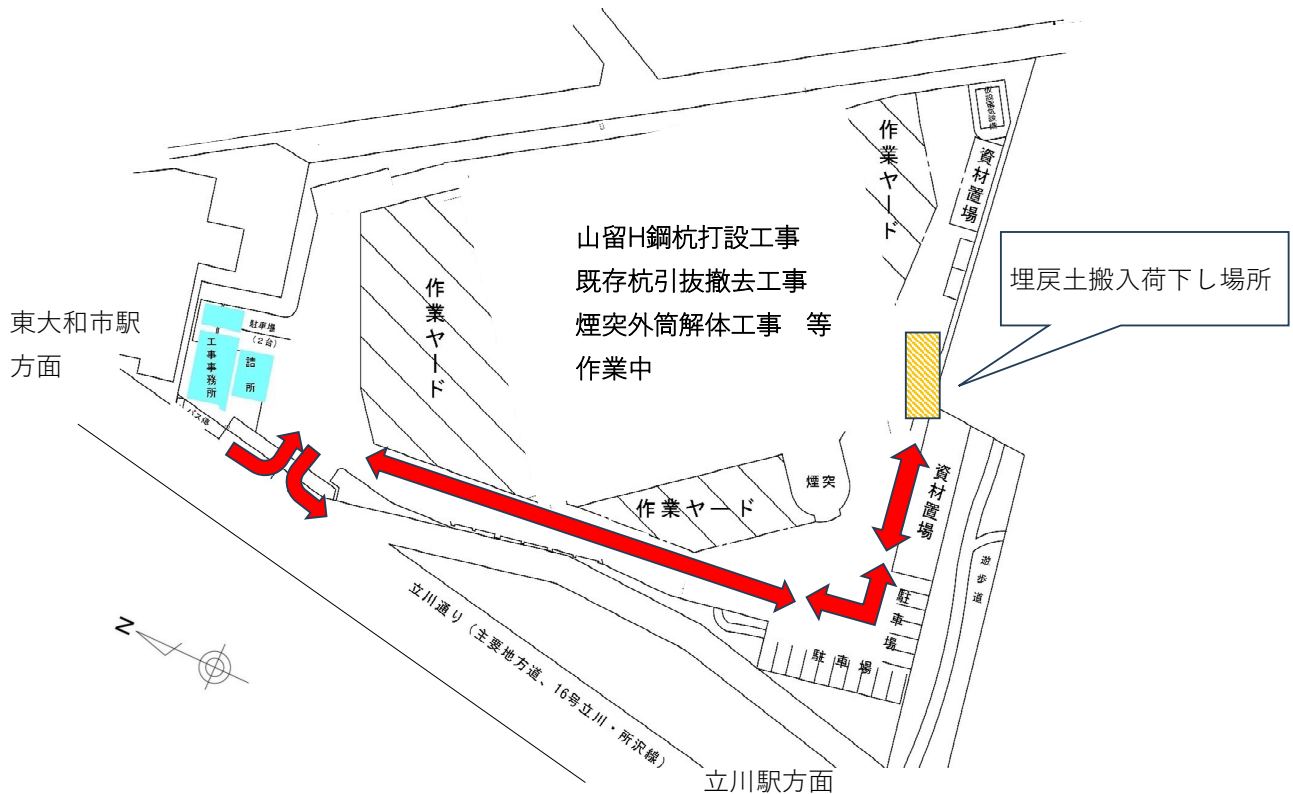 仮設電気設備
作業ヤード
資材置場
山留H鋼杭打設工事
既存杭引抜撤去工事
煙突外筒解体工事　等
作業中
埋戻土搬入荷下し場所
東大和市駅
方面
駐車場
(2台)
工事事務所
詰所
バス停
作業ヤード
作業ヤード
煙突
資材置場
遊歩道
駐車場
駐車場
N
立川通り（主要地方道、16号立川・所沢線）
立川駅方面